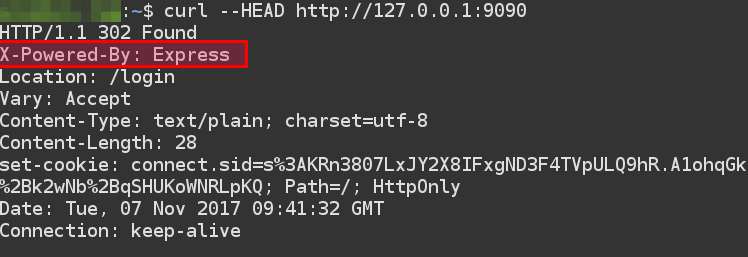 :~$ curl --HEAD http://127.0.0.1:9090
HTTP/1.1 302 Found
X-Powered-By: Express
Location: /login
Vary: Accept
Content-Type: text/plain; charset=utf-8
Content-Length: 28
set-cookie: connect.sid=s%3AKRn3807LxJY2X8IFxgND3F4TVpULQ9hR.A1ohqGk
%2Bk2wNb%2BqSHUKoWNRLpKQ; Path=/; HttpOnly
Date: Tue, 07 Nov 2017 09:41:32 GMT
Connection: keep-alive